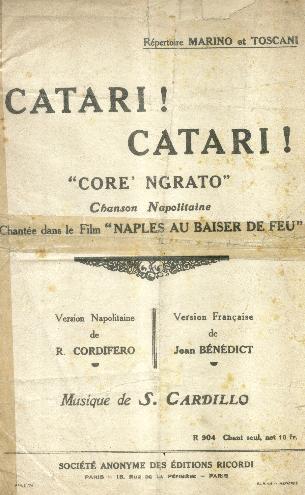 Répertoire MARINO et TOSCANI
CATARI !
CATARI !
"CORE' NGRATO"
Chanson Napolitaine
Chantée dans le Film "NAPLES AU BAISER DE FEU"
Version Napolitaine
de
R. CORDIFERO
Version Française
de
Jean BÉNÉDICT
Musique de S. CARDILLO
R 904 Chant seul, net 10 fr.
SOCIÉTÉ ANONYME DES ÉDITIONS RICORDI
PARIS — 18, RUE DE LA PÉPINIÈRE — PARIS